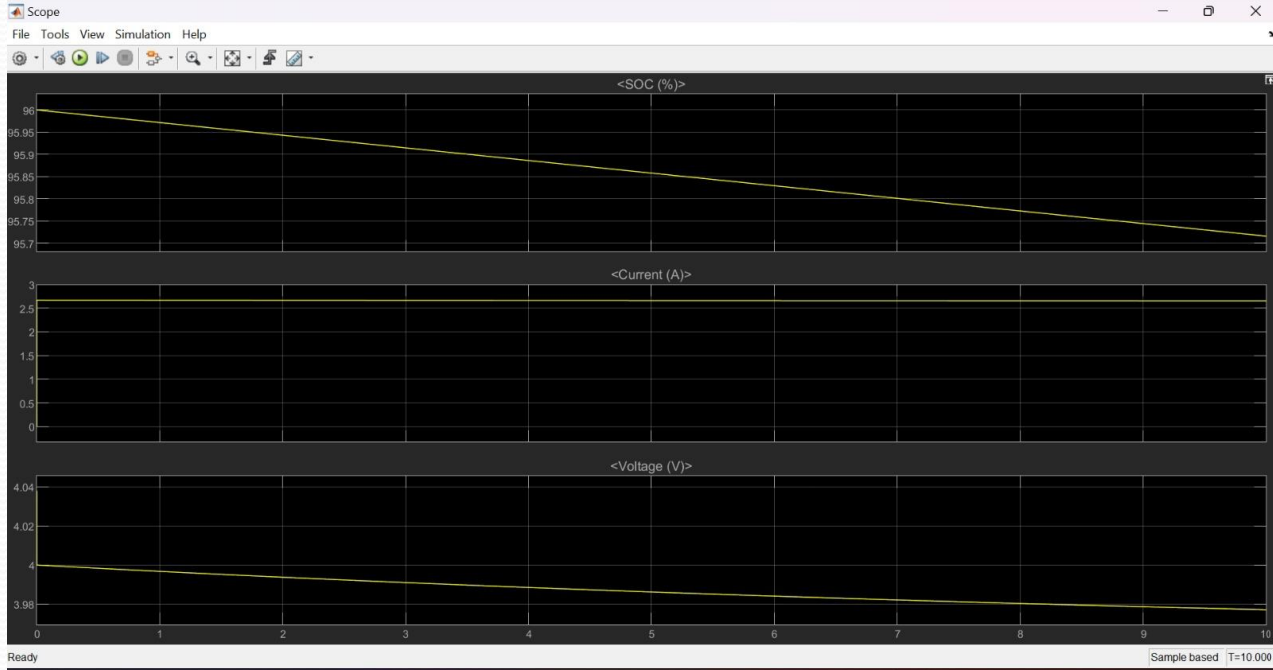 Scope
File Tools View Simulation Help
<SOC (%)>
96
95.95
95.9
95.85
95.8
95.75
95.7
<Current (A)>
3
2.5
2
1.5
1
0.5
0
<Voltage (V)>
4.04
4.02
4
3.98
0 1 2 3 4 5 6 7 8 9 10
Ready Sample based T=10.000